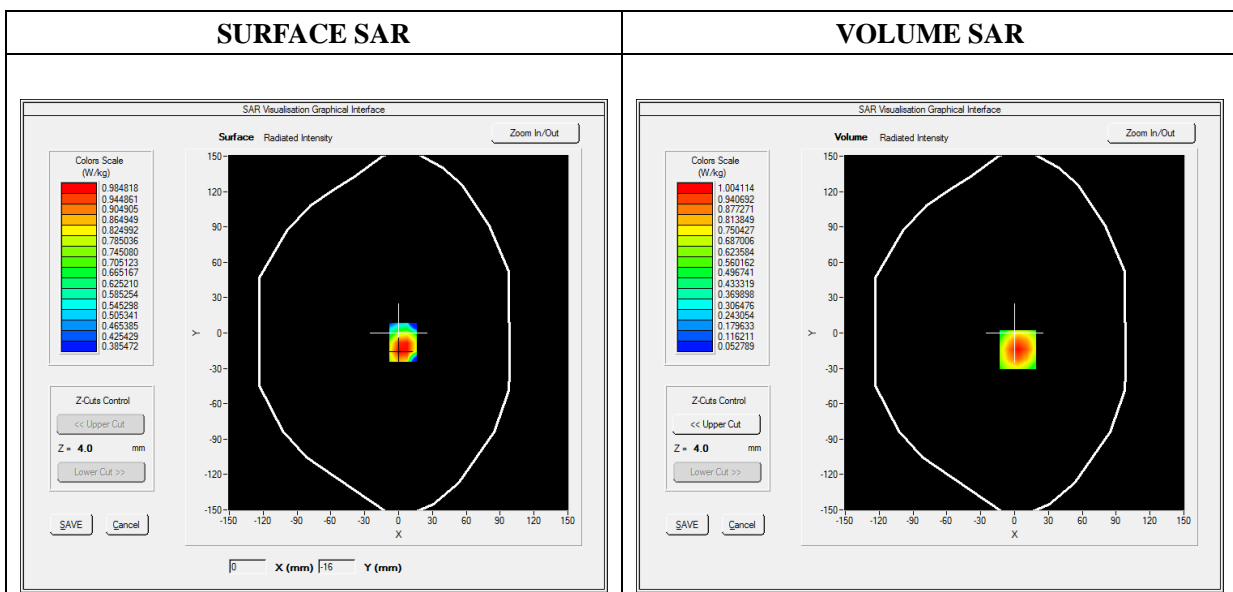 SURFACE SAR
VOLUME SAR
SAR Visualisation Graphical Interface
Surface Radiated Intensity
Zoom In/Out
Colors Scale
(W/kg)
0.984818
0.944861
0.904905
0.864949
0.824992
0.785036
0.745080
0.705123
0.665167
0.625210
0.585254
0.545298
0.505341
0.465385
0.425429
0.385472
Z-Cuts Control
<< Upper Cut
Z = 4.0 mm
Lower Cut >>
SAVE Cancel
150
120
90
60
30
0
-30
-60
-90
-120
-150
Y
-150 -120 -90 -60 -30 0 30 60 90 120 150
X
0 X (mm) -16 Y (mm)
SAR Visualisation Graphical Interface
Volume Radiated Intensity
Zoom In/Out
Colors Scale
(W/kg)
1.004114
0.940692
0.877271
0.813849
0.750427
0.687006
0.623584
0.560162
0.496741
0.433319
0.369898
0.306476
0.243054
0.179633
0.116211
0.052789
Z-Cuts Control
<< Upper Cut
Z = 4.0 mm
Lower Cut >>
SAVE Cancel
150
120
90
60
30
0
-30
-60
-90
-120
-150
Y
-150 -120 -90 -60 -30 0 30 60 90 120 150
X